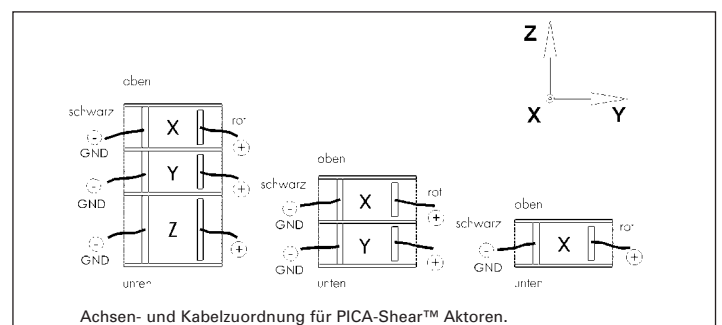 Z
X Y
oben
schwarz X rot
GND
Y
GND
Z
GND
unten
oben
schwarz X rot
GND
Y
GND
unten
oben
schwarz X rot
GND
unten
Achsen- und Kabelzuordnung für PICA-Shear™ Aktoren.